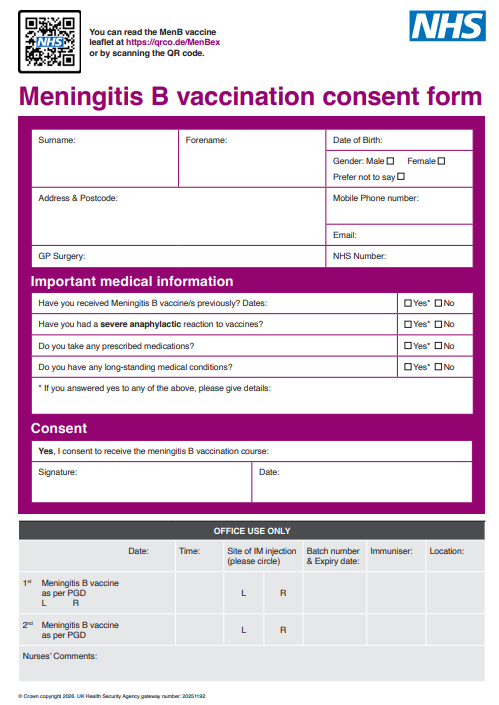 NHS
You can read the MenB vaccine
leaflet at https://qrco.de/MenBex
or by scanning the QR code.
NHS
Meningitis B vaccination consent form
Surname:
Forename:
Date of Birth:
Gender: Male Female
Prefer not to say
Address & Postcode:
Mobile Phone number:
Email:
GP Surgery:
NHS Number:
Important medical information
Have you received Meningitis B vaccine/s previously? Dates: Yes* No
Have you had a severe anaphylactic reaction to vaccines? Yes* No
Do you take any prescribed medications? Yes* No
Do you have any long-standing medical conditions? Yes* No
* If you answered yes to any of the above, please give details:
Consent
Yes, I consent to receive the meningitis B vaccination course:
Signature:
Date:
OFFICE USE ONLY
Date:
Time:
Site of IM injection
(please circle)
Batch number
& Expiry date:
Immuniser:
Location:
1st Meningitis B vaccine
as per PGD
L R
L R
2nd Meningitis B vaccine
as per PGD
L R
Nurses' Comments:
© Crown copyright 2026. UK Health Security Agency gateway number: 20251192.